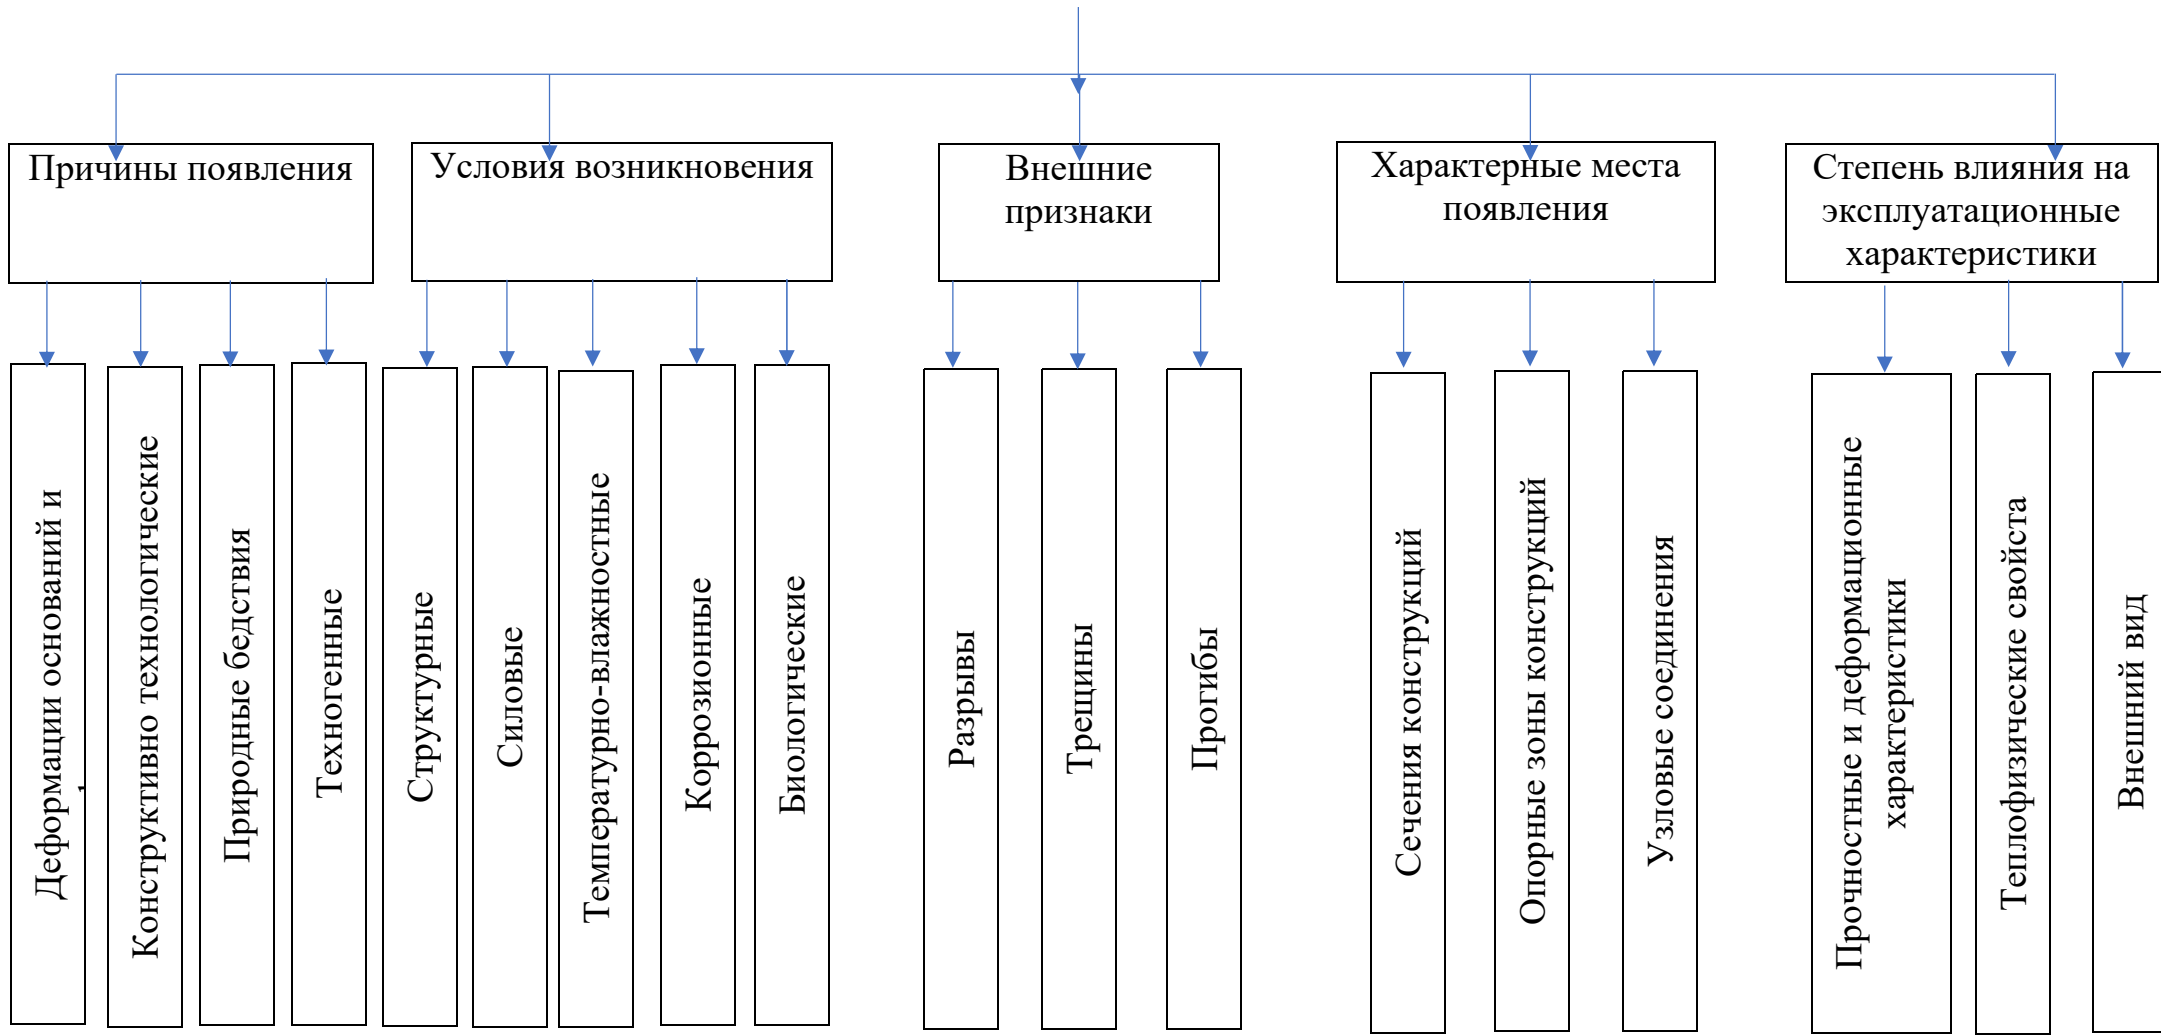 Причины появления
Условия возникновения
Внешние
признаки
Характерные места
появления
Степень влияния на
эксплуатационные
характеристики
Деформации оснований и
Конструктивно технологические
Природные бедствия
Техногенные
Структурные
Силовые
Температурно-влажностные
Коррозионные
Биологические
Разрывы
Трещины
Прогибы
Сечения конструкций
Опорные зоны конструкций
Узловые соединения
Прочностные и деформационные
характеристики
Теплофизические свойста
Внешний вид